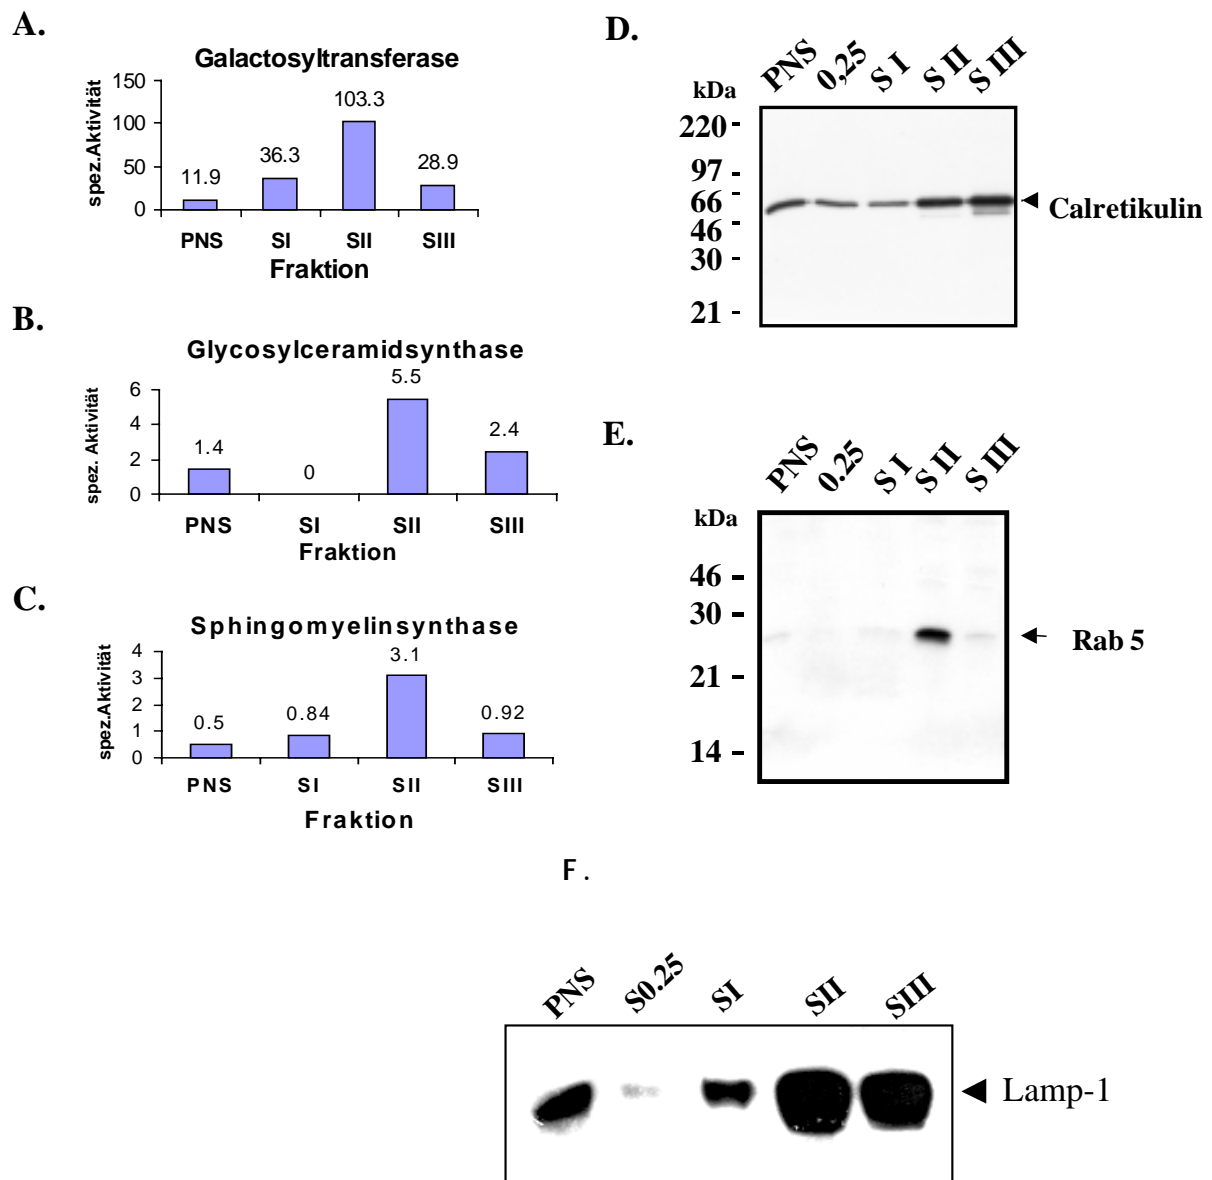 A.
Galactosyltransferase
spez.Aktivität
150
100
50
0
11.9
36.3
103.3
28.9
PNS SI SII SIII
Fraktion
B.
Glycosylceramidsynthase
spez. Aktivität
6
4
2
0
1.4
0
5.5
2.4
PNS SI SII SIII
Fraktion
C.
Sphingomyelinsynthase
spez.Aktivität
4
3
2
1
0
0.5
0.84
3.1
0.92
PNS SI SII SIII
Fraktion
D.
PNS 0,25 S I S II S III
kDa
220 -
97 -
66 -
46 -
30 -
21 -
Calretikulin
E.
PNS 0.25 S I S II S III
kDa
46 -
30 -
21 -
14 -
Rab 5
F.
PNS S0.25 SI SII SIII
Lamp-1